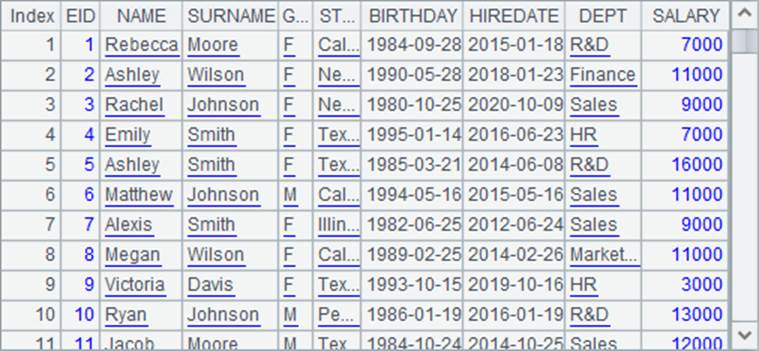 Index EID NAME SURNAME G... ST... BIRTHDAY HIREDATE DEPT SALARY
1 1 Rebecca Moore F Cal... 1984-09-28 2015-01-18 R&D 7000
2 2 Ashley Wilson F Ne... 1990-05-28 2018-01-23 Finance 11000
3 3 Rachel Johnson F Ne... 1980-10-25 2020-10-09 Sales 9000
4 4 Emily Smith F Tex... 1995-01-14 2016-06-23 HR 7000
5 5 Ashley Smith F Tex... 1985-03-21 2014-06-08 R&D 16000
6 6 Matthew Johnson M Cal... 1994-05-16 2015-05-16 Sales 11000
7 7 Alexis Smith F Illin... 1982-06-25 2012-06-24 Sales 9000
8 8 Megan Wilson F Cal... 1989-02-25 2014-02-26 Market... 11000
9 9 Victoria Davis F Tex... 1993-10-15 2019-10-16 HR 3000
10 10 Ryan Johnson M Pe... 1986-01-19 2016-01-19 R&D 13000
11 11 Jacob Moore M Tex 1984-10-24 2014-10-25 Sales 12000